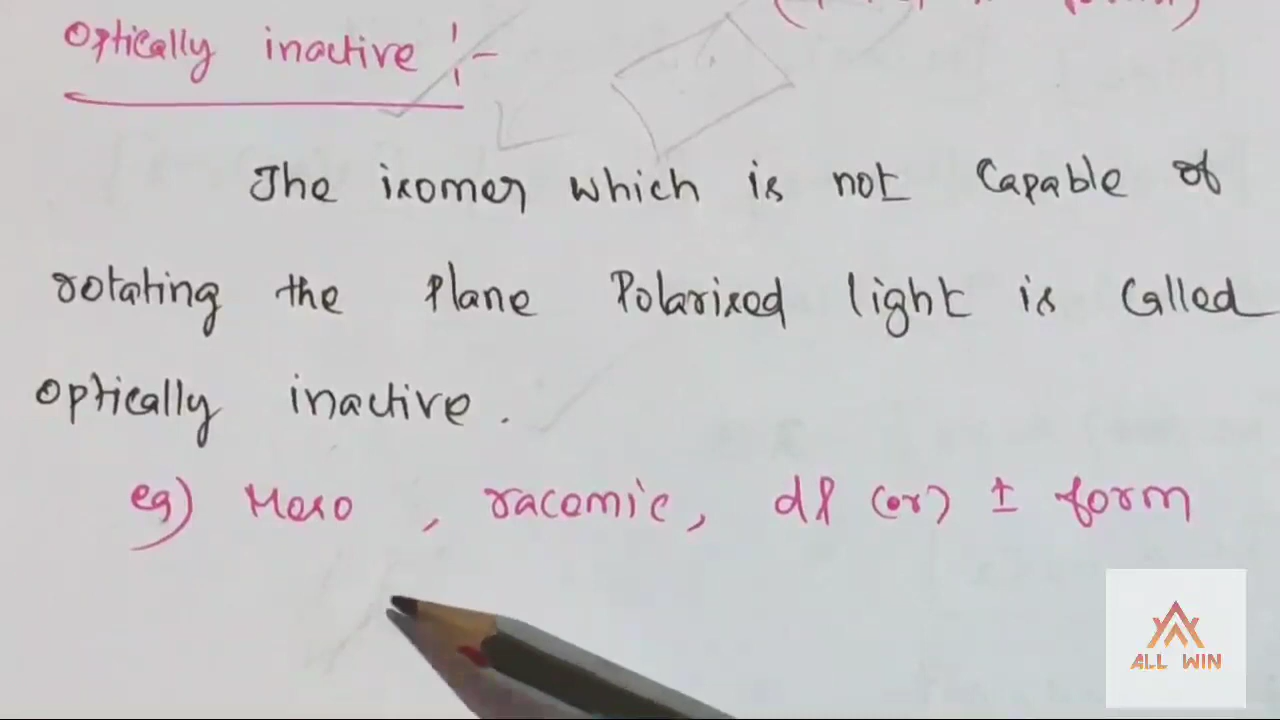 Optically inactive :-
The isomer which is not capable of
rotating the plane polarised light is called
optically inactive.
eg) Meso, racemic, dl (or) ± form
ALL WIN